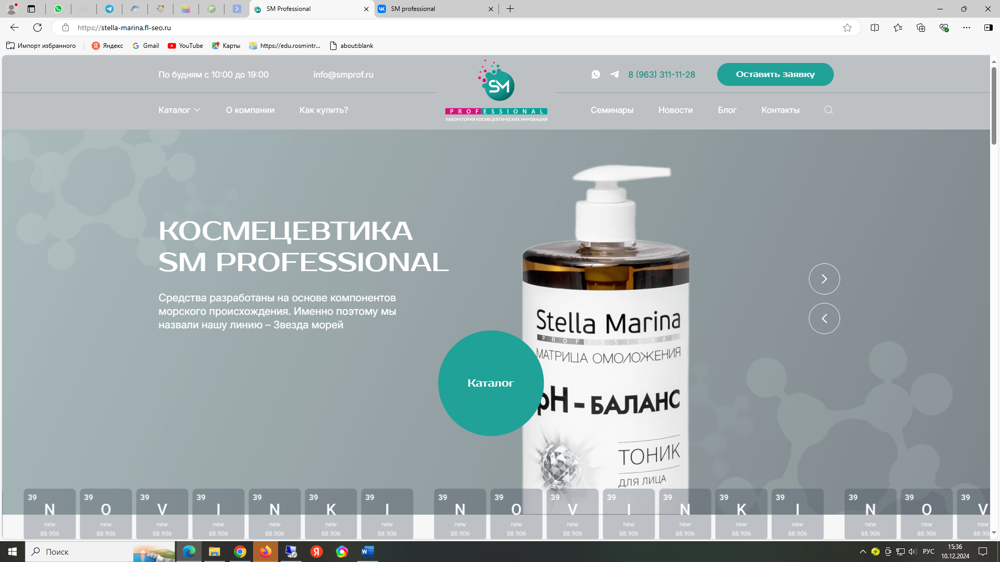 SM Professional
SM professional
https://stella-marina.fl-seo.ru
Импорт избранного
Яндекс
Gmail
YouTube
Карты
https://edu.rosmintr...
about:blank
По будням с 10:00 до 19:00
info@smprof.ru
8 (963) 311-11-28
Оставить заявку
SM
PROFESSIONAL
ЛАБОРАТОРИЯ КОСМЕЦЕВТИЧЕСКИХ ИННОВАЦИЙ
Каталог
О компании
Как купить?
Семинары
Новости
Блог
Контакты
КОСМЕЦЕВТИКА
SM PROFESSIONAL
Средства разработаны на основе компонентов
морского происхождения. Именно поэтому мы
назвали нашу линию – Звезда морей
Каталог
Stella Marina
PROFESSIONAL
МАТРИЦА ОМОЛОЖЕНИЯ
pH - БАЛАНС
ТОНИК
ДЛЯ ЛИЦА
39 39 39 39 39 39 39 39 39 39 39 39 39 39 39 39 39
N O V I N K I N O V I N K I N O V
new new new new new new new new new new new new new new new new new
88.906 88.906 88.906 88.906 88.906 88.906 88.906 88.906 88.906 88.906 88.906 88.906 88.906 88.906 88.906 88.906 88.90
Поиск
РУС
15:36
10.12.2024